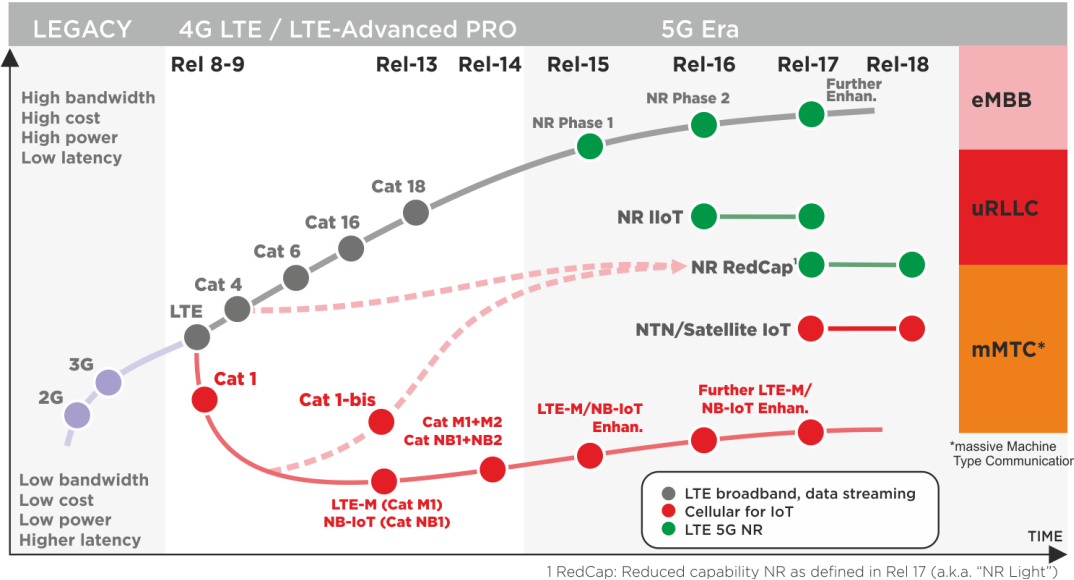 LEGACY
4G LTE / LTE-Advanced PRO
5G Era
Rel 8-9
Rel-13
Rel-14
Rel-15
Rel-16
Rel-17
Rel-18
High bandwidth
High cost
High power
Low latency
Further
Enhan.
NR Phase 2
NR Phase 1
eMBB
Cat 18
Cat 16
Cat 6
Cat 4
LTE
3G
2G
NR IIoT
uRLLC
NR RedCap1
NTN/Satellite IoT
mMTC*
Cat 1
Cat 1-bis
Cat M1+M2
Cat NB1+NB2
LTE-M/NB-IoT
Enhan.
Further LTE-M/
NB-IoT Enhan.
*massive Machine
Type Communication
Low bandwidth
Low cost
Low power
Higher latency
LTE-M (Cat M1)
NB-IoT (Cat NB1)
LTE broadband, data streaming
Cellular for IoT
LTE 5G NR
TIME
1 RedCap: Reduced capability NR as defined in Rel 17 (a.k.a. “NR Light”)